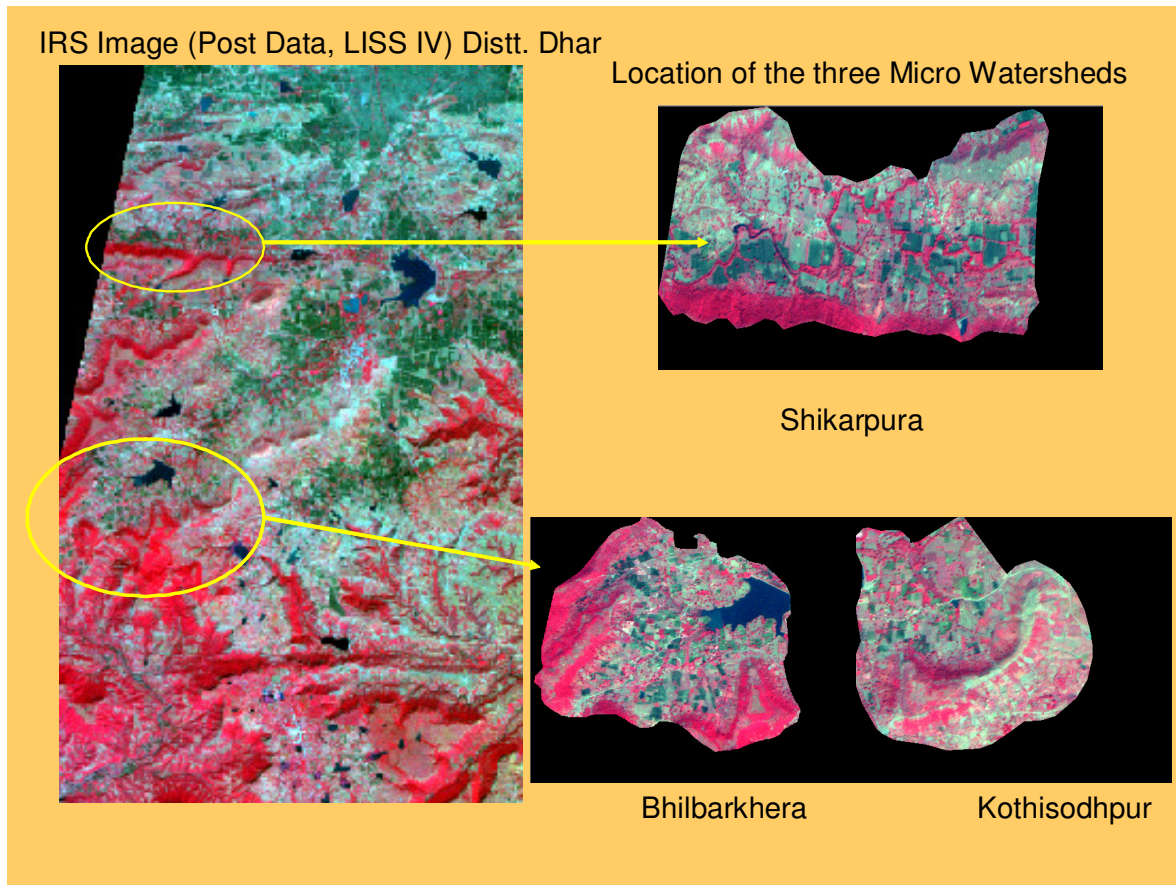 IRS Image (Post Data, LISS IV) Distt. Dhar
Location of the three Micro Watersheds
Shikarpura
Bhilbarkhera
Kothisodhpur